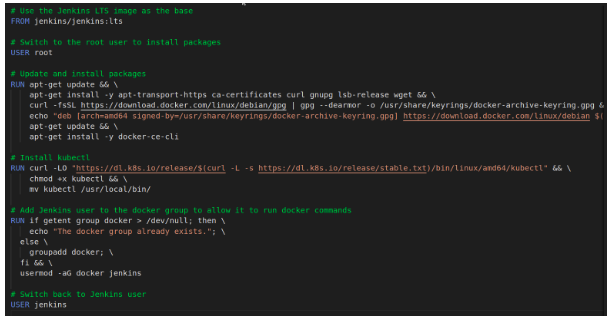 # Use the Jenkins LTS image as the base
FROM jenkins/jenkins:lts
# Switch to the root user to install packages
USER root
# Update and install packages
RUN apt-get update && \
apt-get install -y apt-transport-https ca-certificates curl gnupg lsb-release wget && \
curl -fsSL https://download.docker.com/linux/debian/gpg | gpg --dearmor -o /usr/share/keyrings/docker-archive-keyring.gpg &
echo "deb [arch=amd64 signed-by=/usr/share/keyrings/docker-archive-keyring.gpg] https://download.docker.com/linux/debian $(
apt-get update && \
apt-get install -y docker-ce-cli
# Install kubectl
RUN curl -LO "https://dl.k8s.io/release/$(curl -L -s https://dl.k8s.io/release/stable.txt)/bin/linux/amd64/kubectl" && \
chmod +x kubectl && \
mv kubectl /usr/local/bin/
# Add Jenkins user to the docker group to allow it to run docker commands
RUN if getent group docker > /dev/null; then \
echo "The docker group already exists."; \
else \
groupadd docker; \
fi && \
usermod -aG docker jenkins
# Switch back to Jenkins user
USER jenkins